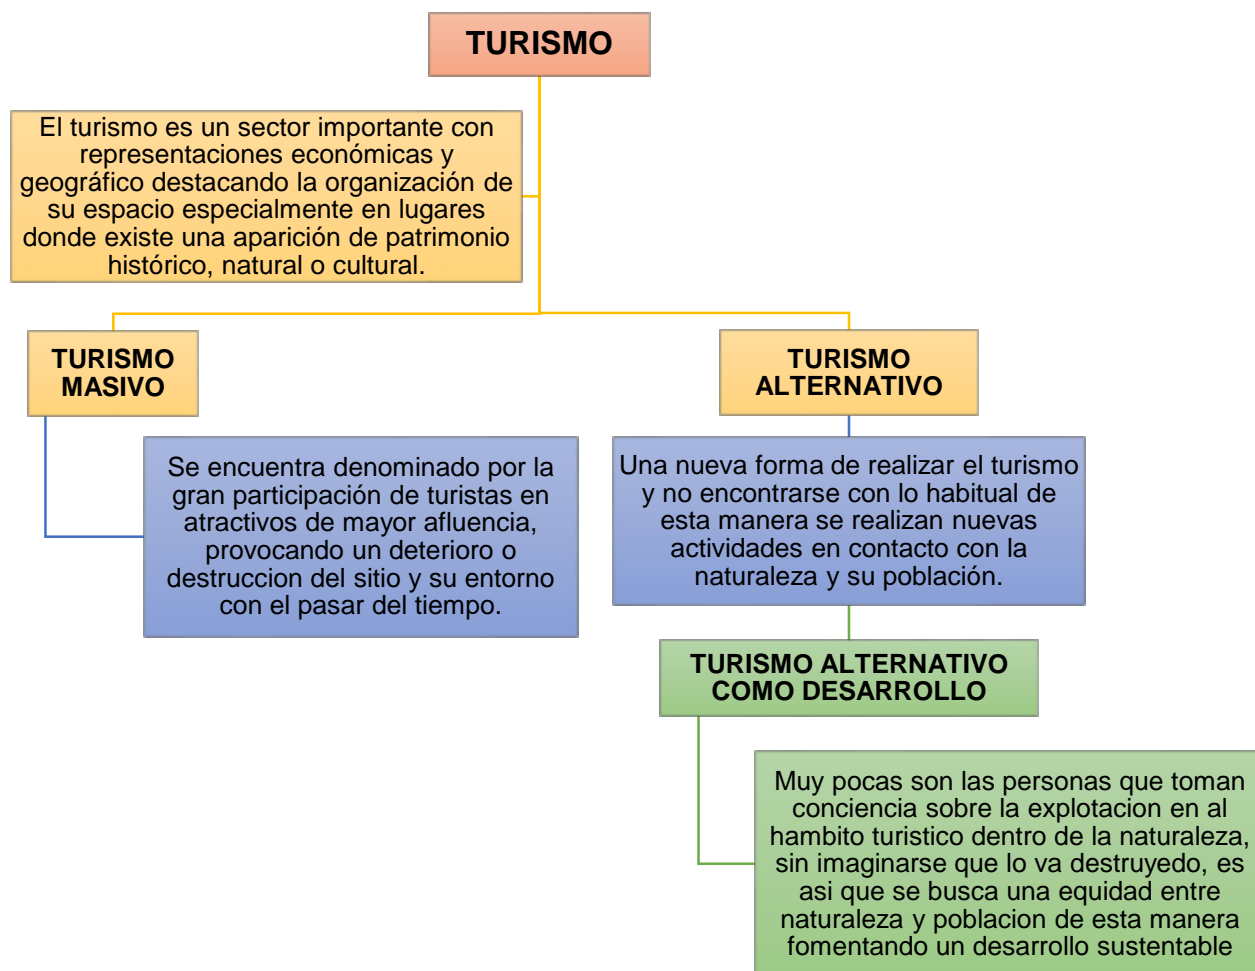 TURISMO
El turismo es un sector importante con
representaciones económicas y
geográfico destacando la organización de
su espacio especialmente en lugares
donde existe una aparición de patrimonio
histórico, natural o cultural.
TURISMO
MASIVO
Se encuentra denominado por la
gran participación de turistas en
atractivos de mayor afluencia,
provocando un deterioro o
destruccion del sitio y su entorno
con el pasar del tiempo.
TURISMO
ALTERNATIVO
Una nueva forma de realizar el turismo
y no encontrarse con lo habitual de
esta manera se realizan nuevas
actividades en contacto con la
naturaleza y su población.
TURISMO ALTERNATIVO
COMO DESARROLLO
Muy pocas son las personas que toman
conciencia sobre la explotacion en al
hambito turistico dentro de la naturaleza,
sin imaginarse que lo va destruyedo, es
asi que se busca una equidad entre
naturaleza y poblacion de esta manera
fomentando un desarrollo sustentable